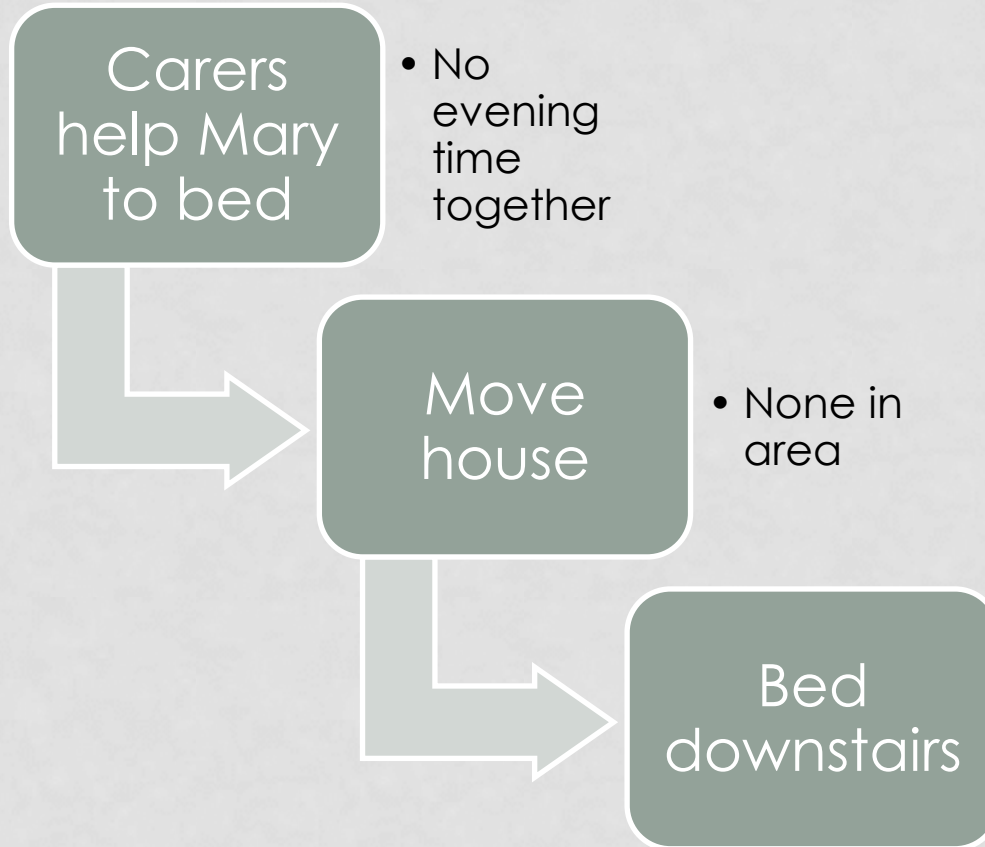 Carers
help Mary
to bed
• No
evening
time
together
Move
house
• None in
area
Bed
downstairs